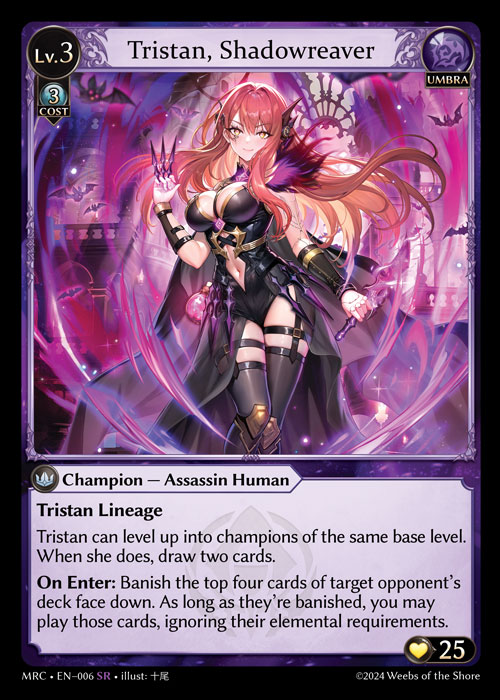 Lv.3
Tristan, Shadowreaver
UMBRA
3
COST
Champion — Assassin Human
Tristan Lineage
Tristan can level up into champions of the same base level.
When she does, draw two cards.
On Enter: Banish the top four cards of target opponent's
deck face down. As long as they're banished, you may
play those cards, ignoring their elemental requirements.
25
MRC • EN–006 SR • illust: 十尾
©2024 Weebs of the Shore